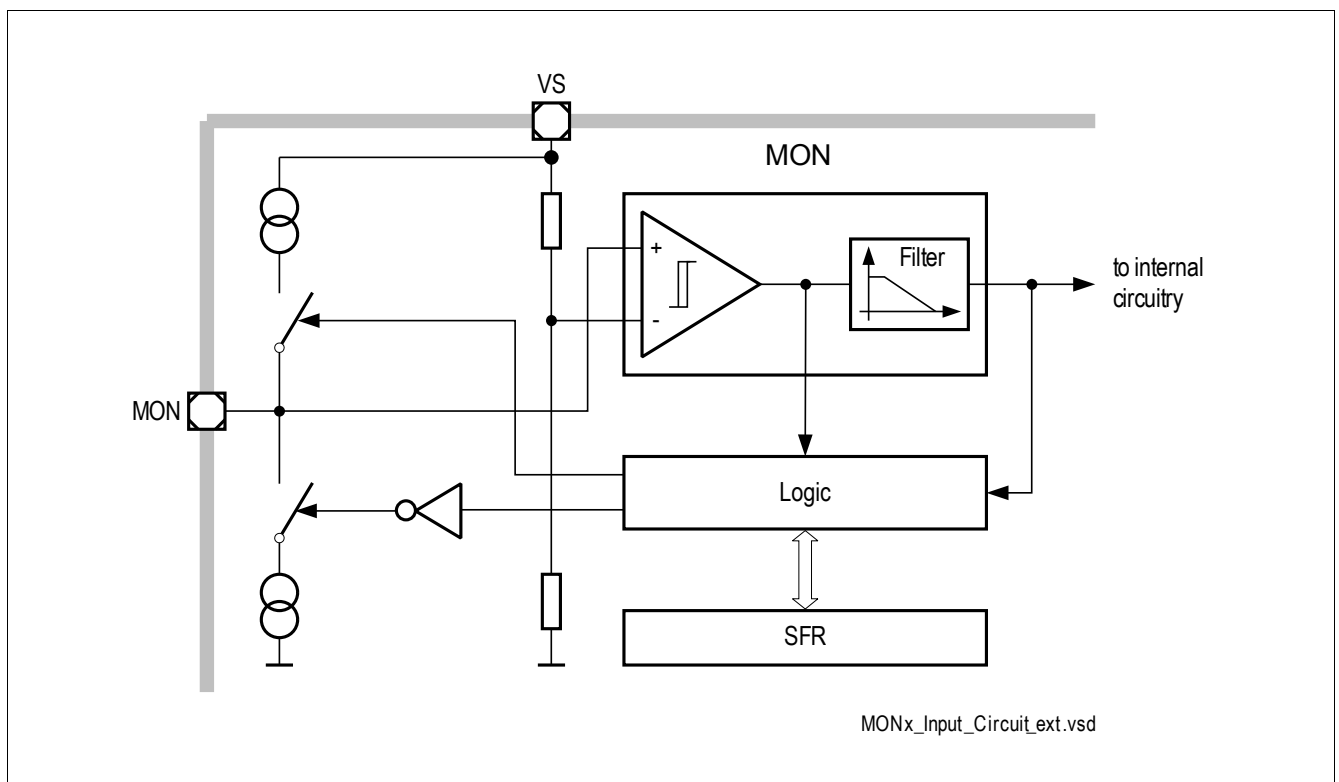 VS
MON
+
-
Filter
to internal
circuitry
MON
Logic
SFR
MONx_Input_Circuit_ext.vsd